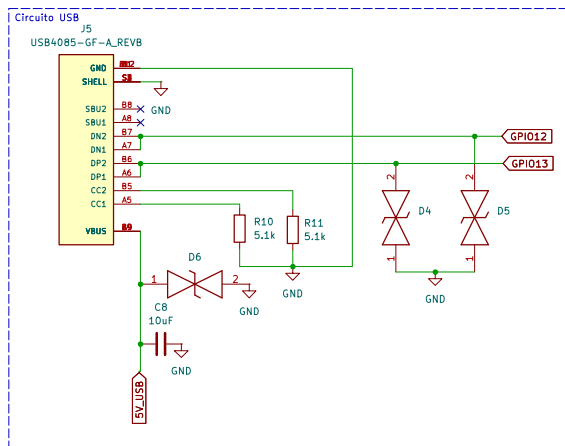 Circuito USB
J5
USB4085-GF-A_REVB
GND
SHELL
GND
SBU2 B8
SBU1 A8
DN2 B7
DN1 A7
DP2 B6
DP1 A6
CC2 B5
CC1 A5
VBUS
GPIO12
GPIO13
2
2
D4
D5
1
1
GND
R10
5.1k
R11
5.1k
GND
D6
1
2
GND
C8
10uF
GND
5V_USB